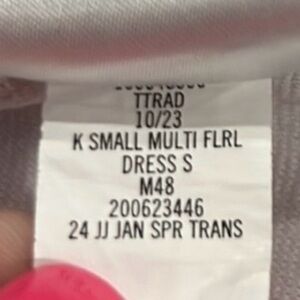 TTRAD
10/23
K SMALL MULTI FLRL
DRESS S
M48
200623446
24 JJ JAN SPR TRANS